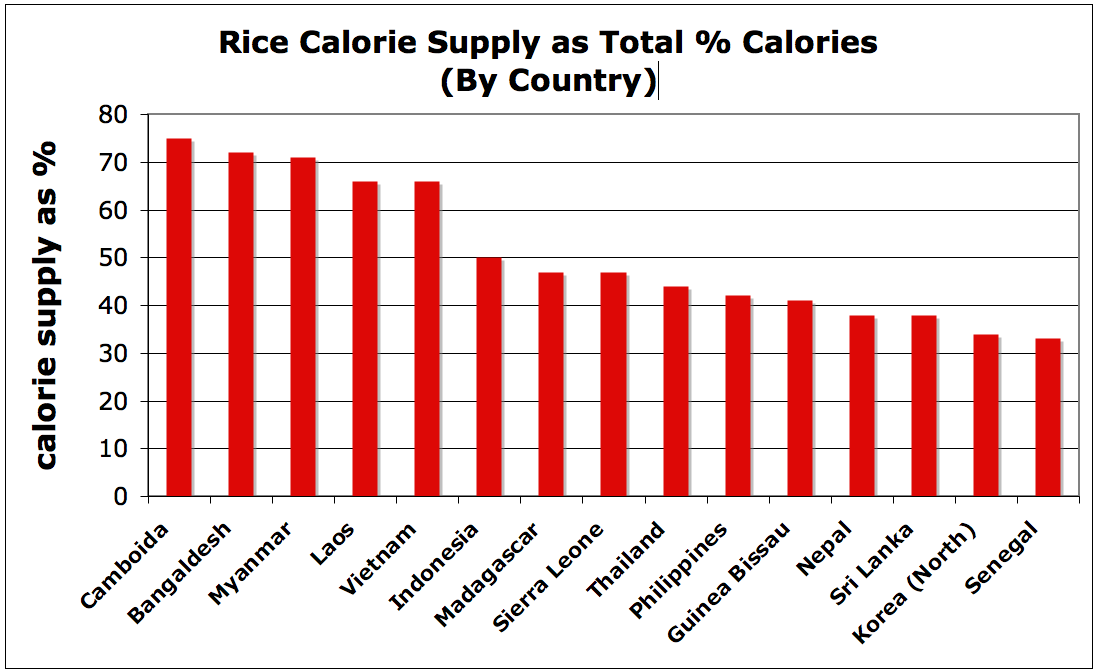 Rice Calorie Supply as Total % Calories
(By Country)
calorie supply as %
80
70
60
50
40
30
20
10
0
Camboida
Bangaldesh
Myanmar
Laos
Vietnam
Indonesia
Madagascar
Sierra Leone
Thailand
Philippines
Guinea Bissau
Nepal
Sri Lanka
Korea (North)
Senegal